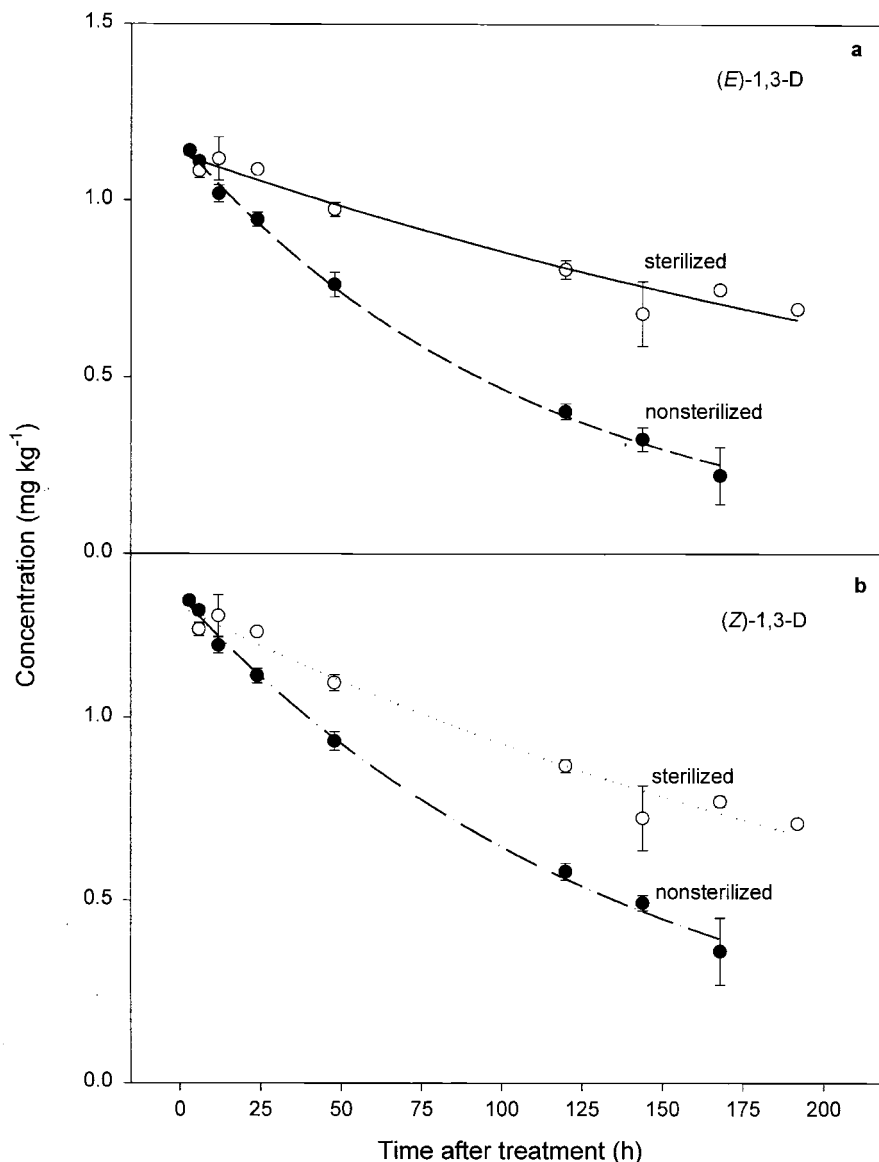 1.5
a
(E)-1,3-D
1.0
sterilized
0.5
nonsterilized
0.0
b
(Z)-1,3-D
1.0
sterilized
0.5
nonsterilized
0.0
0 25 50 75 100 125 150 175 200
Time after treatment (h)
Concentration (mg kg⁻¹)